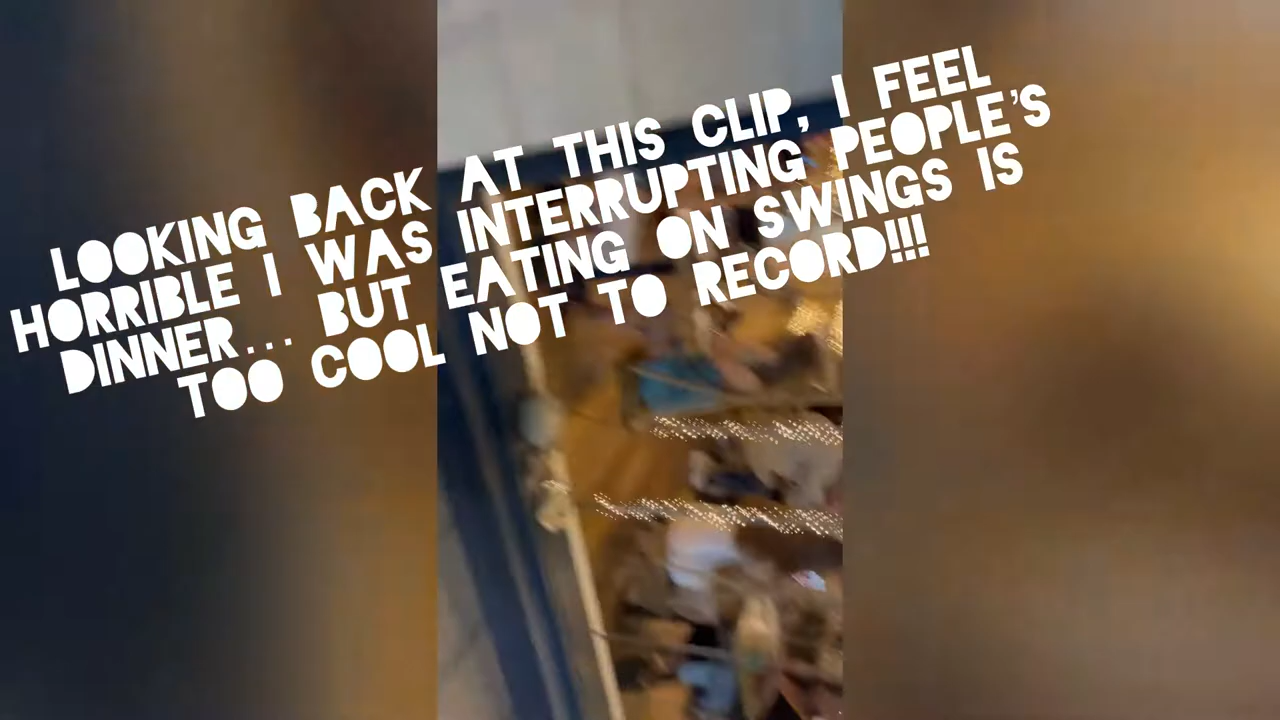 LOOKING BACK AT THIS CLIP, I FEEL
HORRIBLE I WAS INTERRUPTING PEOPLE'S
DINNER... BUT EATING ON SWINGS IS
TOO COOL NOT TO RECORD!!!